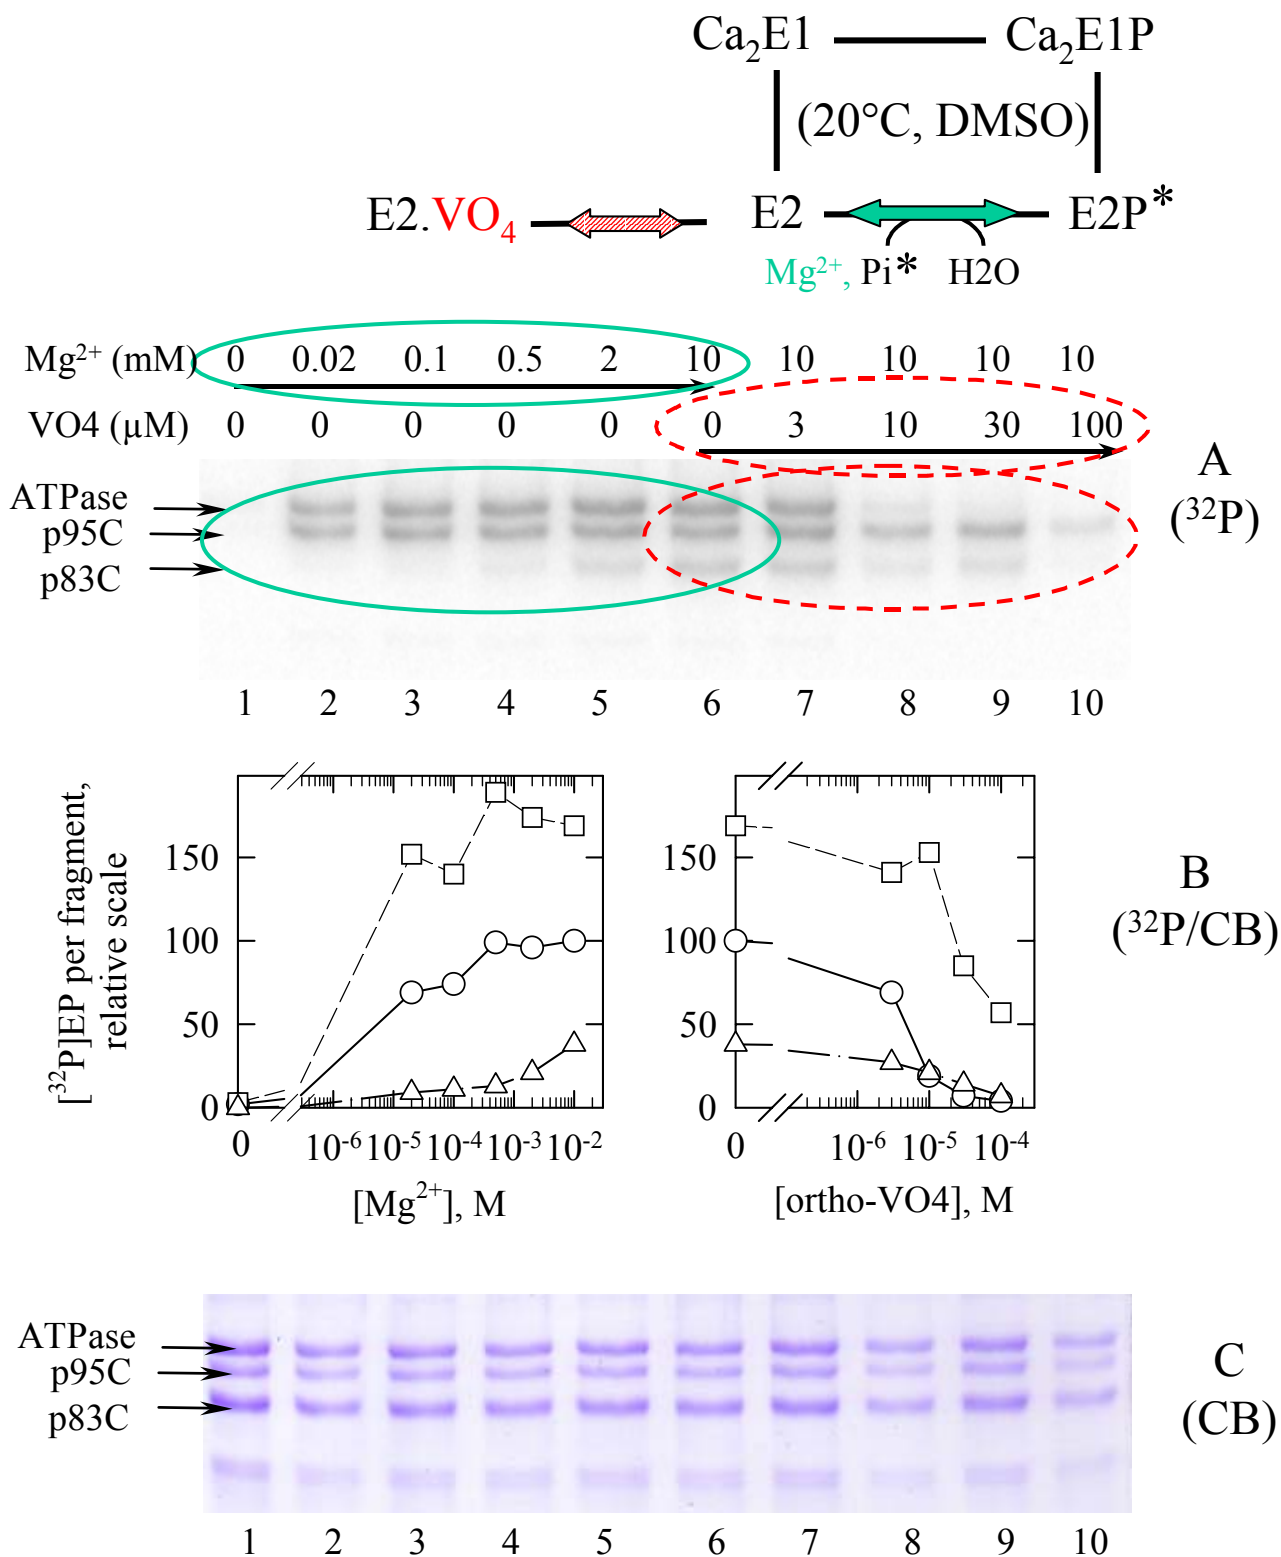 Ca2E1 Ca2E1P
(20°C, DMSO)
E2.VO4 E2 E2P*
Mg2+, Pi* H2O
Mg2+ (mM) 0 0.02 0.1 0.5 2 10 10 10 10 10
VO4 (µM) 0 0 0 0 0 0 3 10 30 100
A
(32P)
ATPase
p95C
p83C
1 2 3 4 5 6 7 8 9 10
[32P]EP per fragment,
relative scale
150
100
50
0
0 10-6 10-5 10-4 10-3 10-2
[Mg2+], M
150
100
50
0
0 10-6 10-5 10-4
[ortho-VO4], M
B
(32P/CB)
ATPase
p95C
p83C
C
(CB)
1 2 3 4 5 6 7 8 9 10